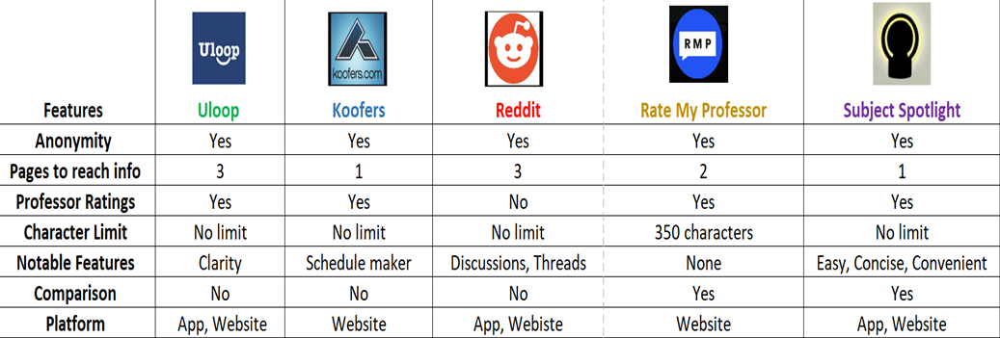 Uloop
koofers.com
RMP
Features Uloop Koofers Reddit Rate My Professor Subject Spotlight
Anonymity Yes Yes Yes Yes Yes
Pages to reach info 3 1 3 2 1
Professor Ratings Yes Yes No Yes Yes
Character Limit No limit No limit No limit 350 characters No limit
Notable Features Clarity Schedule maker Discussions, Threads None Easy, Concise, Convenient
Comparison No No No Yes Yes
Platform App, Website Website App, Webiste Website App, Website